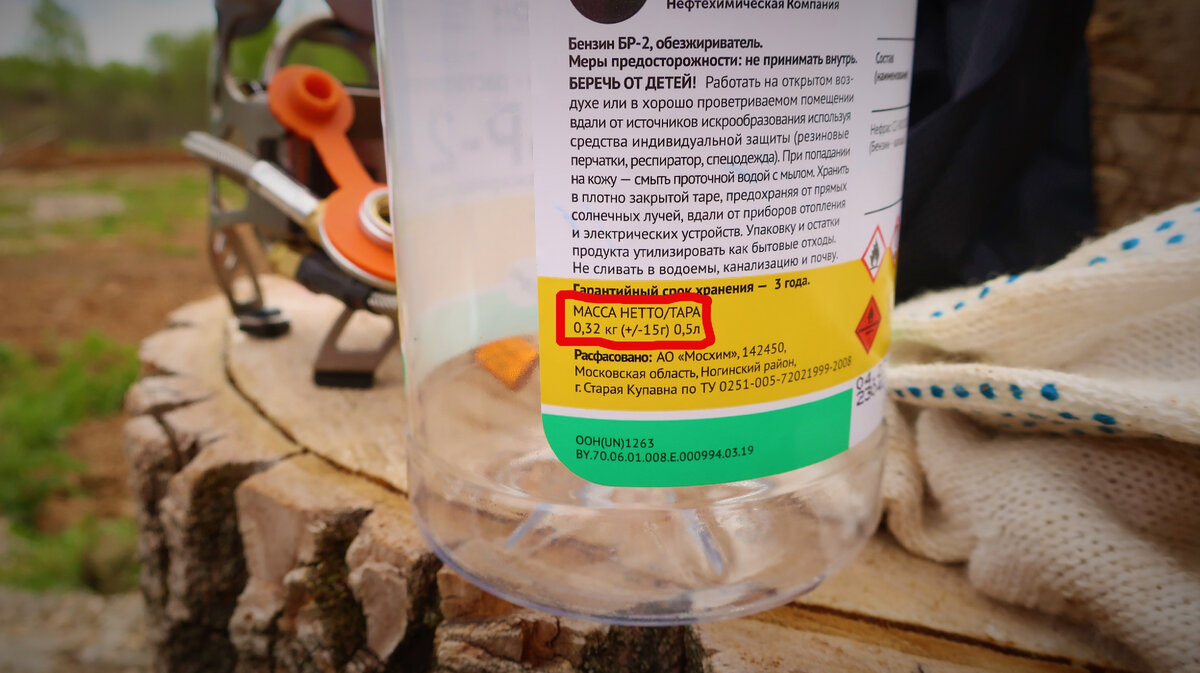 Нефтехимическая Компания
Бензин БР-2, обезжириватель.
Меры предосторожности: не принимать внутрь.
БЕРЕЧЬ ОТ ДЕТЕЙ! Работать на открытом воз-
духе или в хорошо проветриваемом помещении
вдали от источников искрообразования используя
средства индивидуальной защиты (резиновые
перчатки, респиратор, спецодежда). При попадании
на кожу — смыть проточной водой с мылом. Хранить
в плотно закрытой таре, предохраняя от прямых
солнечных лучей, вдали от приборов отопления
и электрических устройств. Упаковку и остатки
продукта утилизировать как бытовые отходы.
Не сливать в водоемы, канализацию и почву.
Гарантийный срок хранения — 3 года.
МАССА НЕТТО/ТАРА
0,32 кг (+/-15г) 0,5л
Расфасовано: АО «Мосхим», 142450,
Московская область, Ногинский район,
г. Старая Купавна по ТУ 0251-005-72021999-2008
ООН(UN)1263
BY.70.06.01.008.E.000994.03.19
Состав
Нефрас